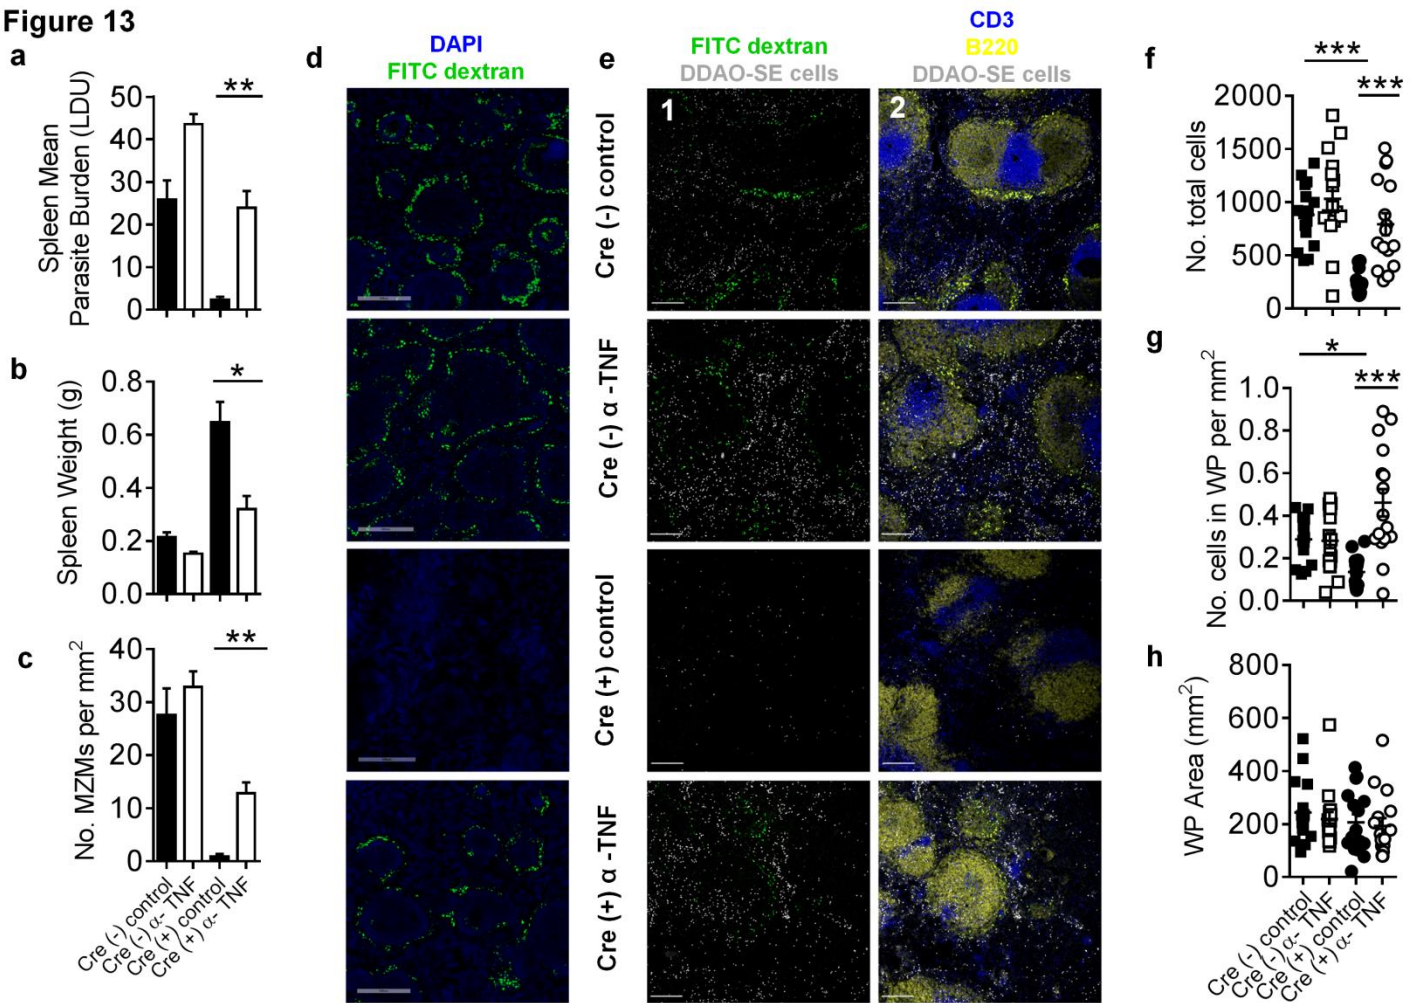 Figure 13
a
Spleen Mean
Parasite Burden (LDU)
50
40
30
20
10
0
**
b
Spleen Weight (g)
0.8
0.6
0.4
0.2
0.0
*
c
No. MZMs per mm2
40
30
20
10
0
**
Cre (-) control
Cre (-) α- TNF
Cre (+) control
Cre (+) α- TNF
d
DAPI
FITC dextran
e
FITC dextran
DDAO-SE cells
CD3
B220
DDAO-SE cells
1
2
Cre (-) control
Cre (-) α -TNF
Cre (+) control
Cre (+) α -TNF
f
No. total cells
2000
1500
1000
500
0
***
***
g
No. cells in WP per mm2
1.0
0.8
0.6
0.4
0.2
0.0
*
***
h
WP Area (mm2)
800
600
400
200
0
Cre (-) control
Cre (-) α- TNF
Cre (+) control
Cre (+) α- TNF